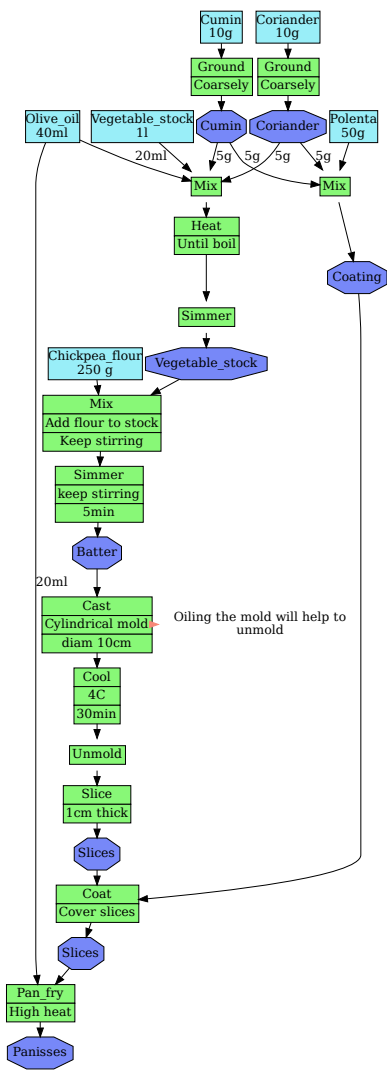 Cumin
10g
Coriander
10g
Ground
Coarsely
Ground
Coarsely
Olive_oil
40ml
Vegetable_stock
1l
Cumin
Coriander
Polenta
50g
20ml
5g
5g
5g
5g
Mix
Mix
Heat
Until boil
Coating
Simmer
Chickpea_flour
250 g
Vegetable_stock
Mix
Add flour to stock
Keep stirring
Simmer
keep stirring
5min
Batter
20ml
Cast
Cylindrical mold
diam 10cm
Oiling the mold will help to
unmold
Cool
4C
30min
Unmold
Slice
1cm thick
Slices
Coat
Cover slices
Slices
Pan_fry
High heat
Panisses